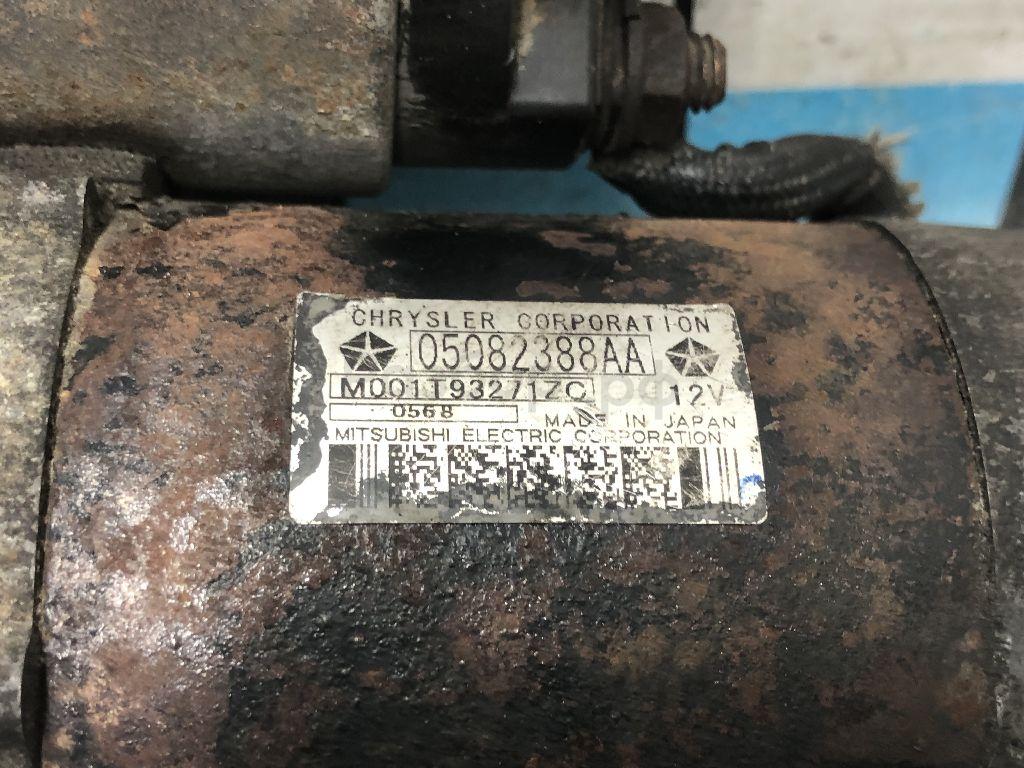 CHRYSLER CORPORATION
05082388AA
M001T93271ZC 12V
0568 MADE IN JAPAN
MITSUBISHI ELECTRIC CORPORATION